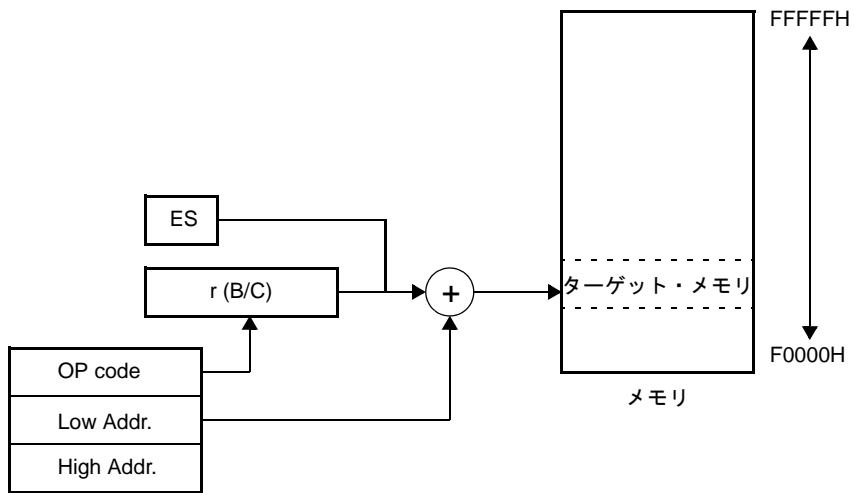 FFFFFH
ES
r (B/C)
+
ターゲット・メモリ
OP code
F0000H
メモリ
Low Addr.
High Addr.